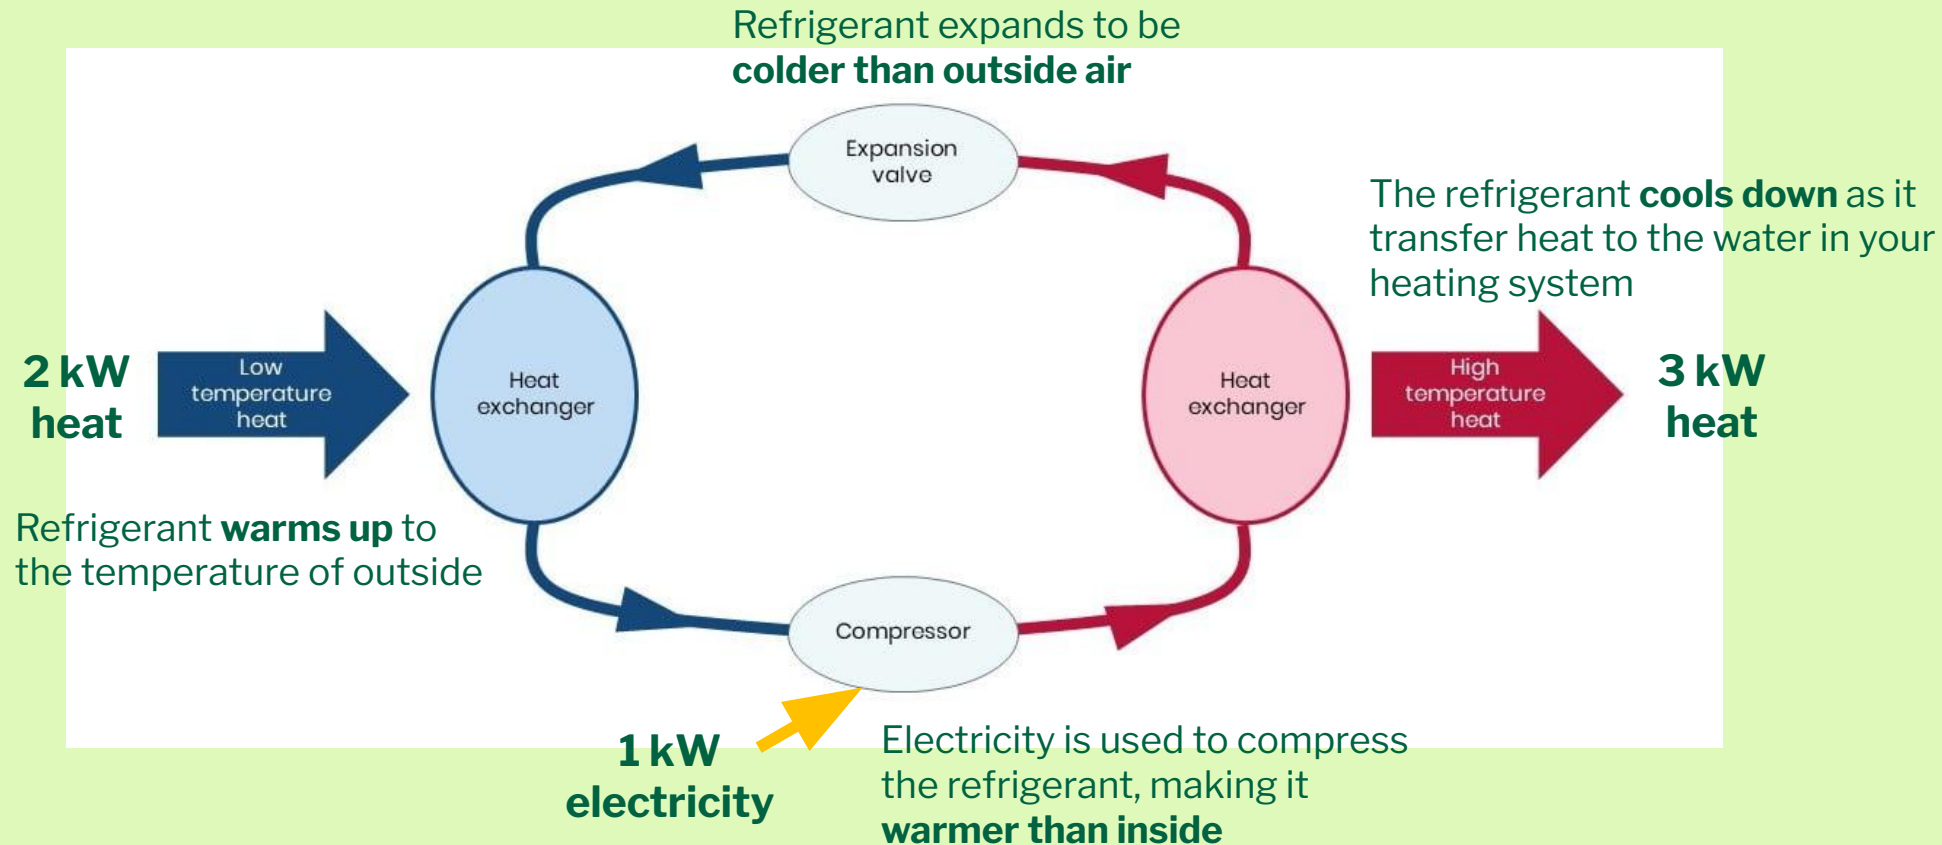 Refrigerant expands to be
colder than outside air
Expansion
valve
The refrigerant cools down as it
transfer heat to the water in your
heating system
2 kW
heat
Low
temperature
heat
Heat
exchanger
Heat
exchanger
High
temperature
heat
3 kW
heat
Refrigerant warms up to
the temperature of outside
Compressor
1 kW
electricity
Electricity is used to compress
the refrigerant, making it
warmer than inside